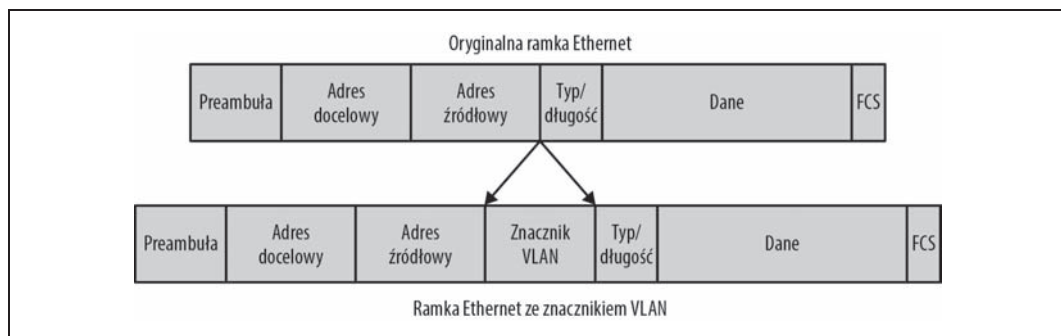 Oryginalna ramka Ethernet
Preambuła
Adres
docelowy
Adres
źródłowy
Typ/
długość
Dane
FCS
Preambuła
Adres
docelowy
Adres
źródłowy
Znacznik
VLAN
Typ/
długość
Dane
FCS
Ramka Ethernet ze znacznikiem VLAN